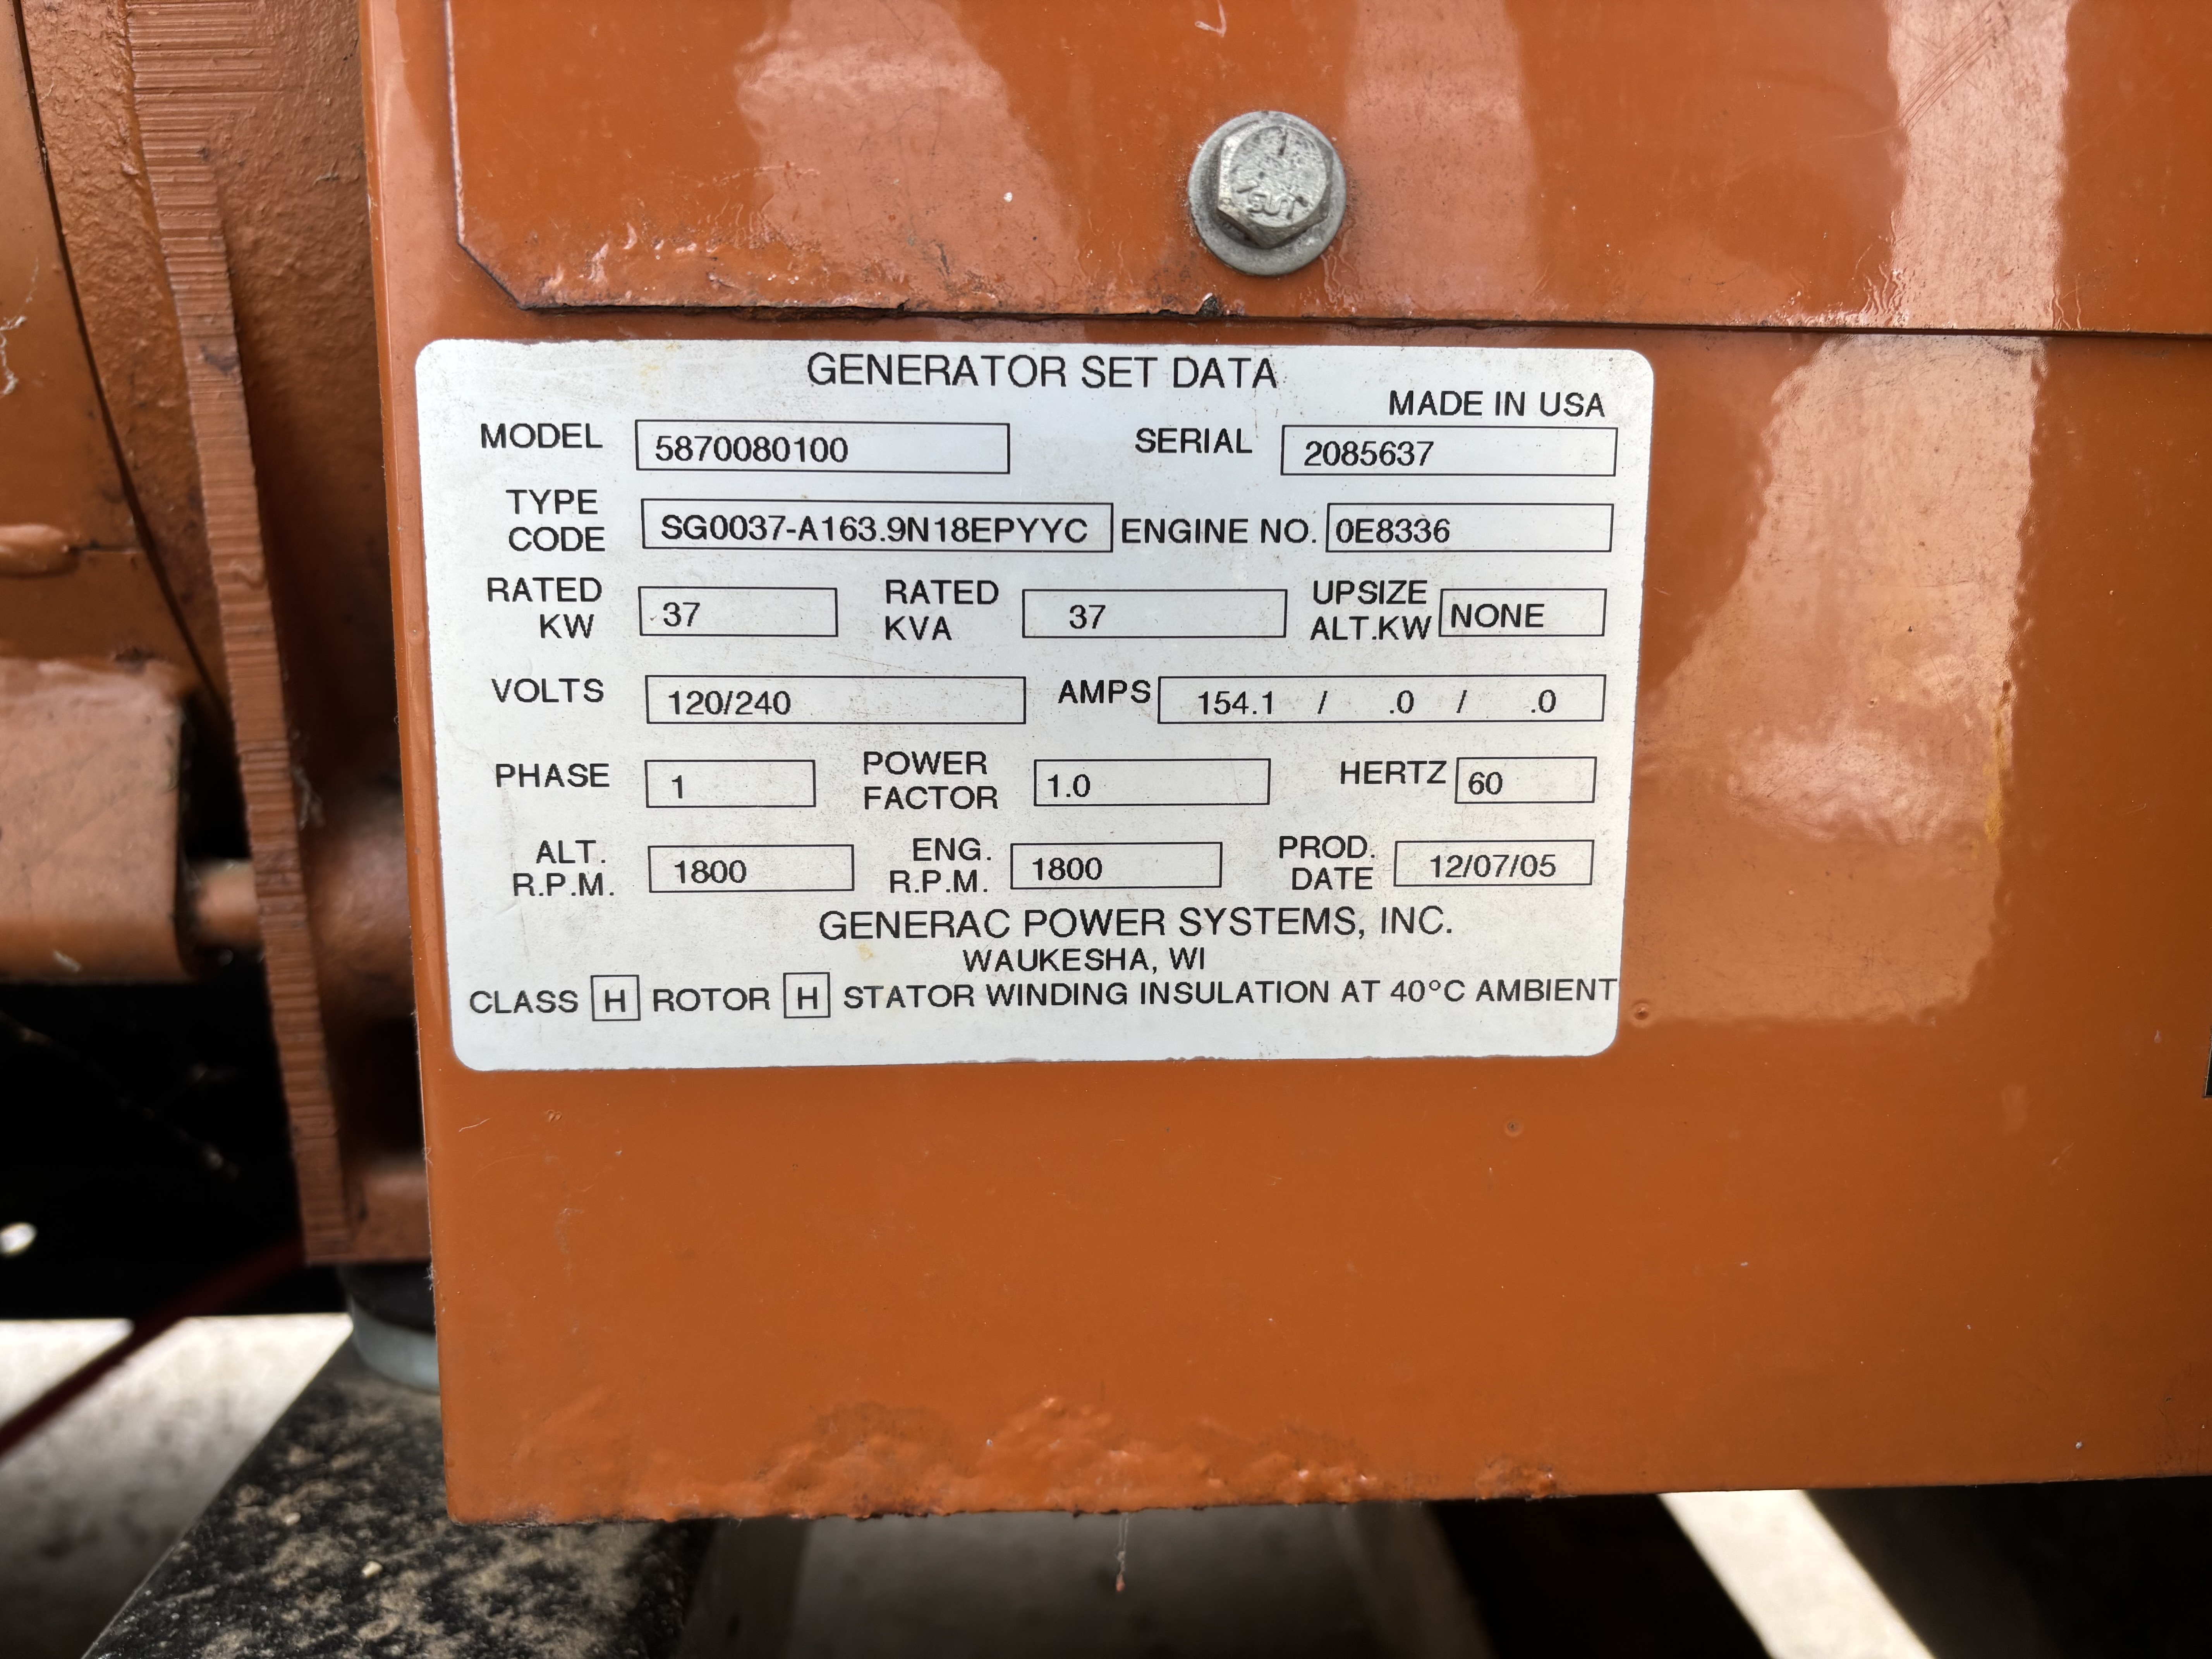 GENERATOR SET DATA
MADE IN USA
MODEL 5870080100 SERIAL 2085637
TYPE CODE SG0037-A163.9N18EPYYC ENGINE NO. 0E8336
RATED KW 37 RATED KVA 37 UPSIZE ALT.KW NONE
VOLTS 120/240 AMPS 154.1 / .0 / .0
PHASE 1 POWER FACTOR 1.0 HERTZ 60
ALT. R.P.M. 1800 ENG. R.P.M. 1800 PROD. DATE 12/07/05
GENERAC POWER SYSTEMS, INC.
WAUKESHA, WI
CLASS H ROTOR H STATOR WINDING INSULATION AT 40°C AMBIENT